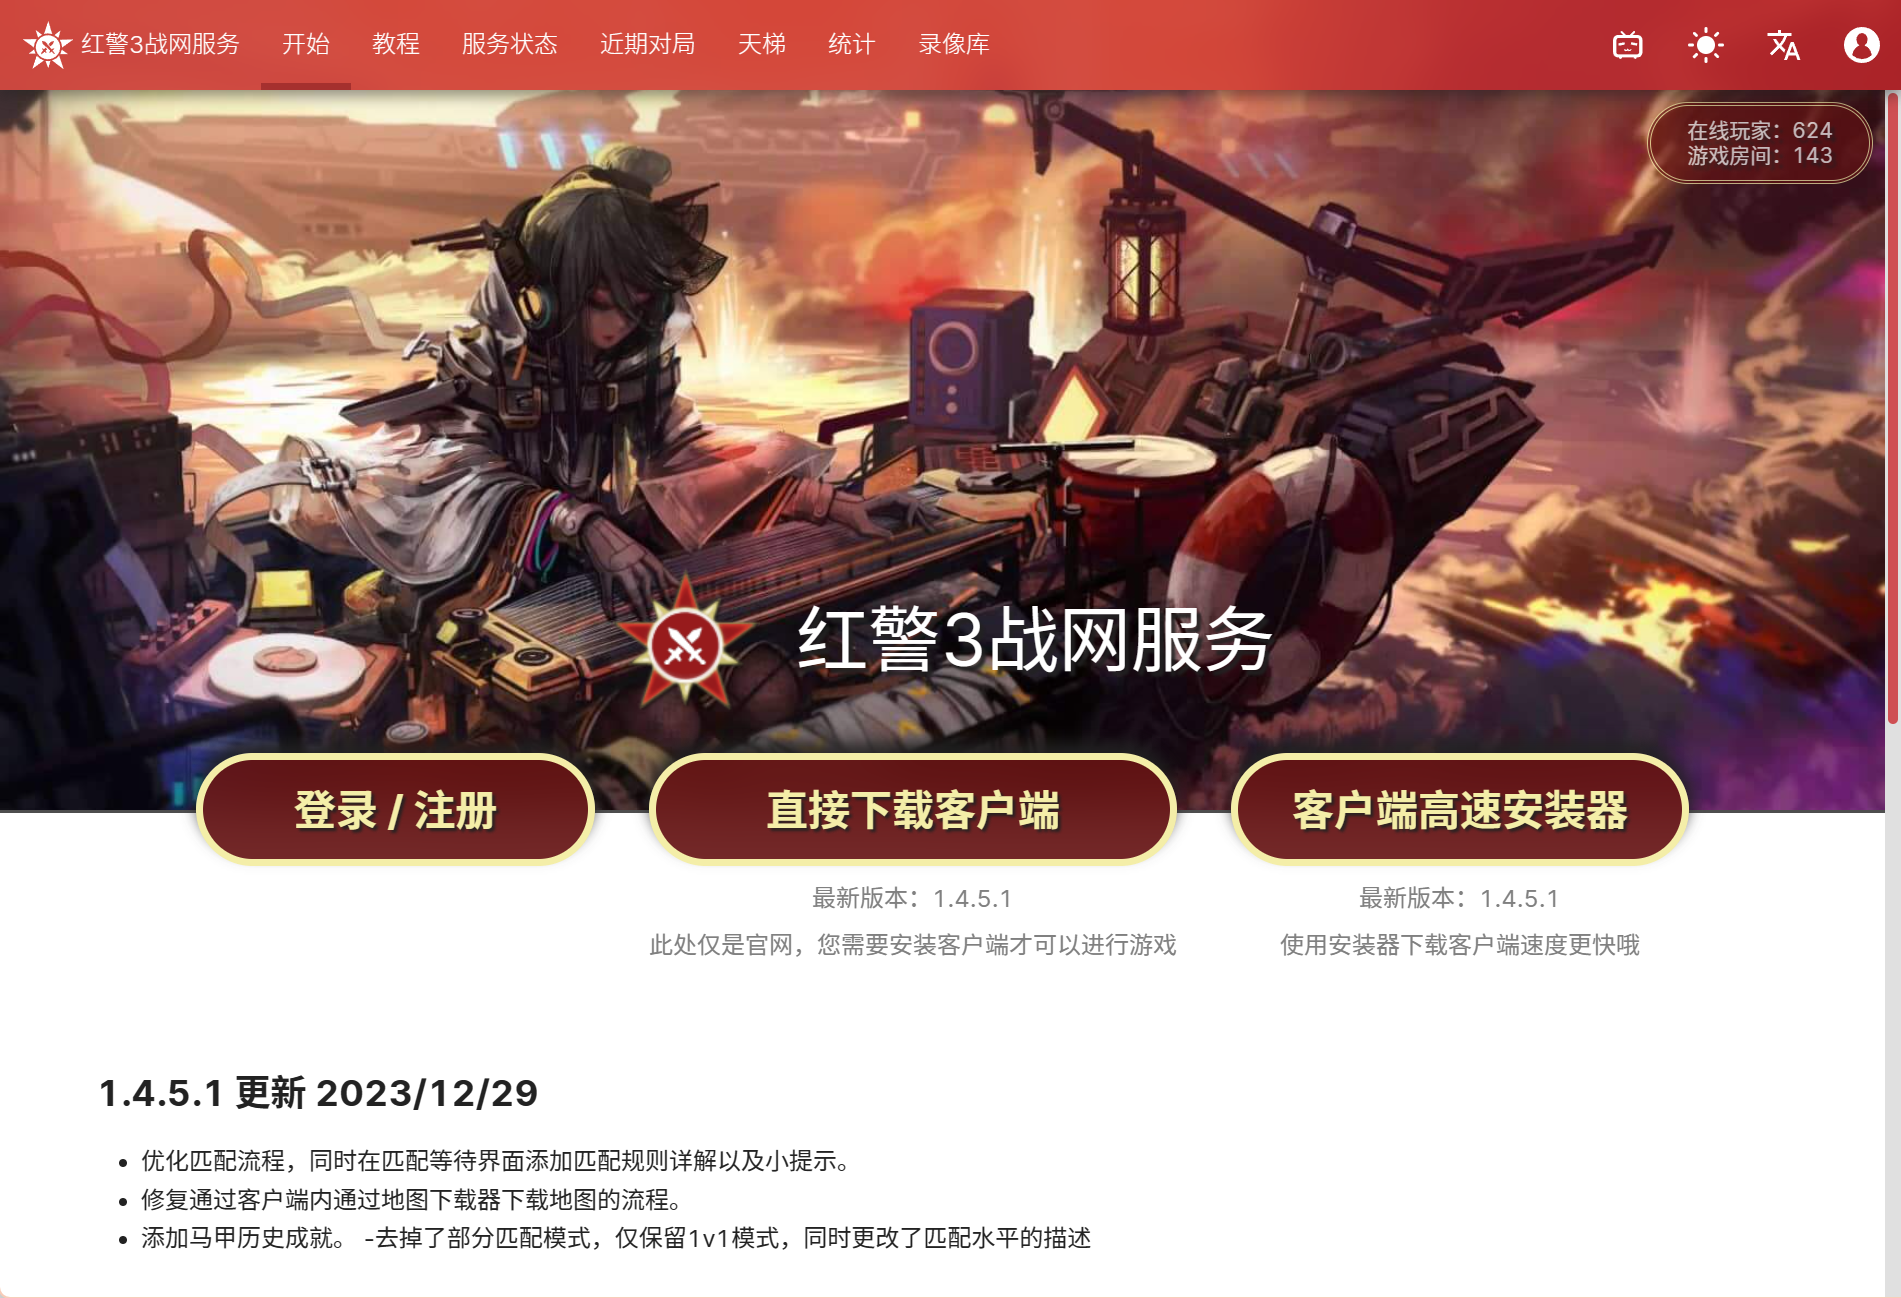 红警3战网服务 开始 教程 服务状态 近期对局 天梯 统计 录像库
在线玩家：624
游戏房间：143
红警3战网服务
登录 / 注册
直接下载客户端
客户端高速安装器
最新版本：1.4.5.1
此处仅是官网，您需要安装客户端才可以进行游戏
最新版本：1.4.5.1
使用安装器下载客户端速度更快哦
1.4.5.1 更新 2023/12/29
• 优化匹配流程，同时在匹配等待界面添加匹配规则详解以及小提示。
• 修复通过客户端内通过地图下载器下载地图的流程。
• 添加马甲历史成就。 -去掉了部分匹配模式，仅保留1v1模式，同时更改了匹配水平的描述